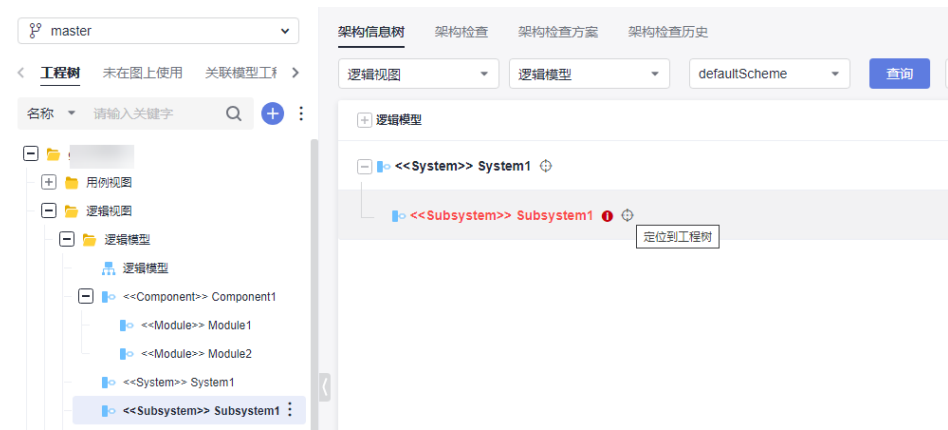 master
工程树 未在图上使用 关联模型工程
名称 请输入关键字
用例视图
逻辑视图
逻辑模型
逻辑模型
<<Component>> Component1
<<Module>> Module1
<<Module>> Module2
<<System>> System1
<<Subsystem>> Subsystem1
架构信息树 架构检查 架构检查方案 架构检查历史
逻辑视图 逻辑模型 defaultScheme 查询
逻辑模型
<<System>> System1
<<Subsystem>> Subsystem1
定位到工程树